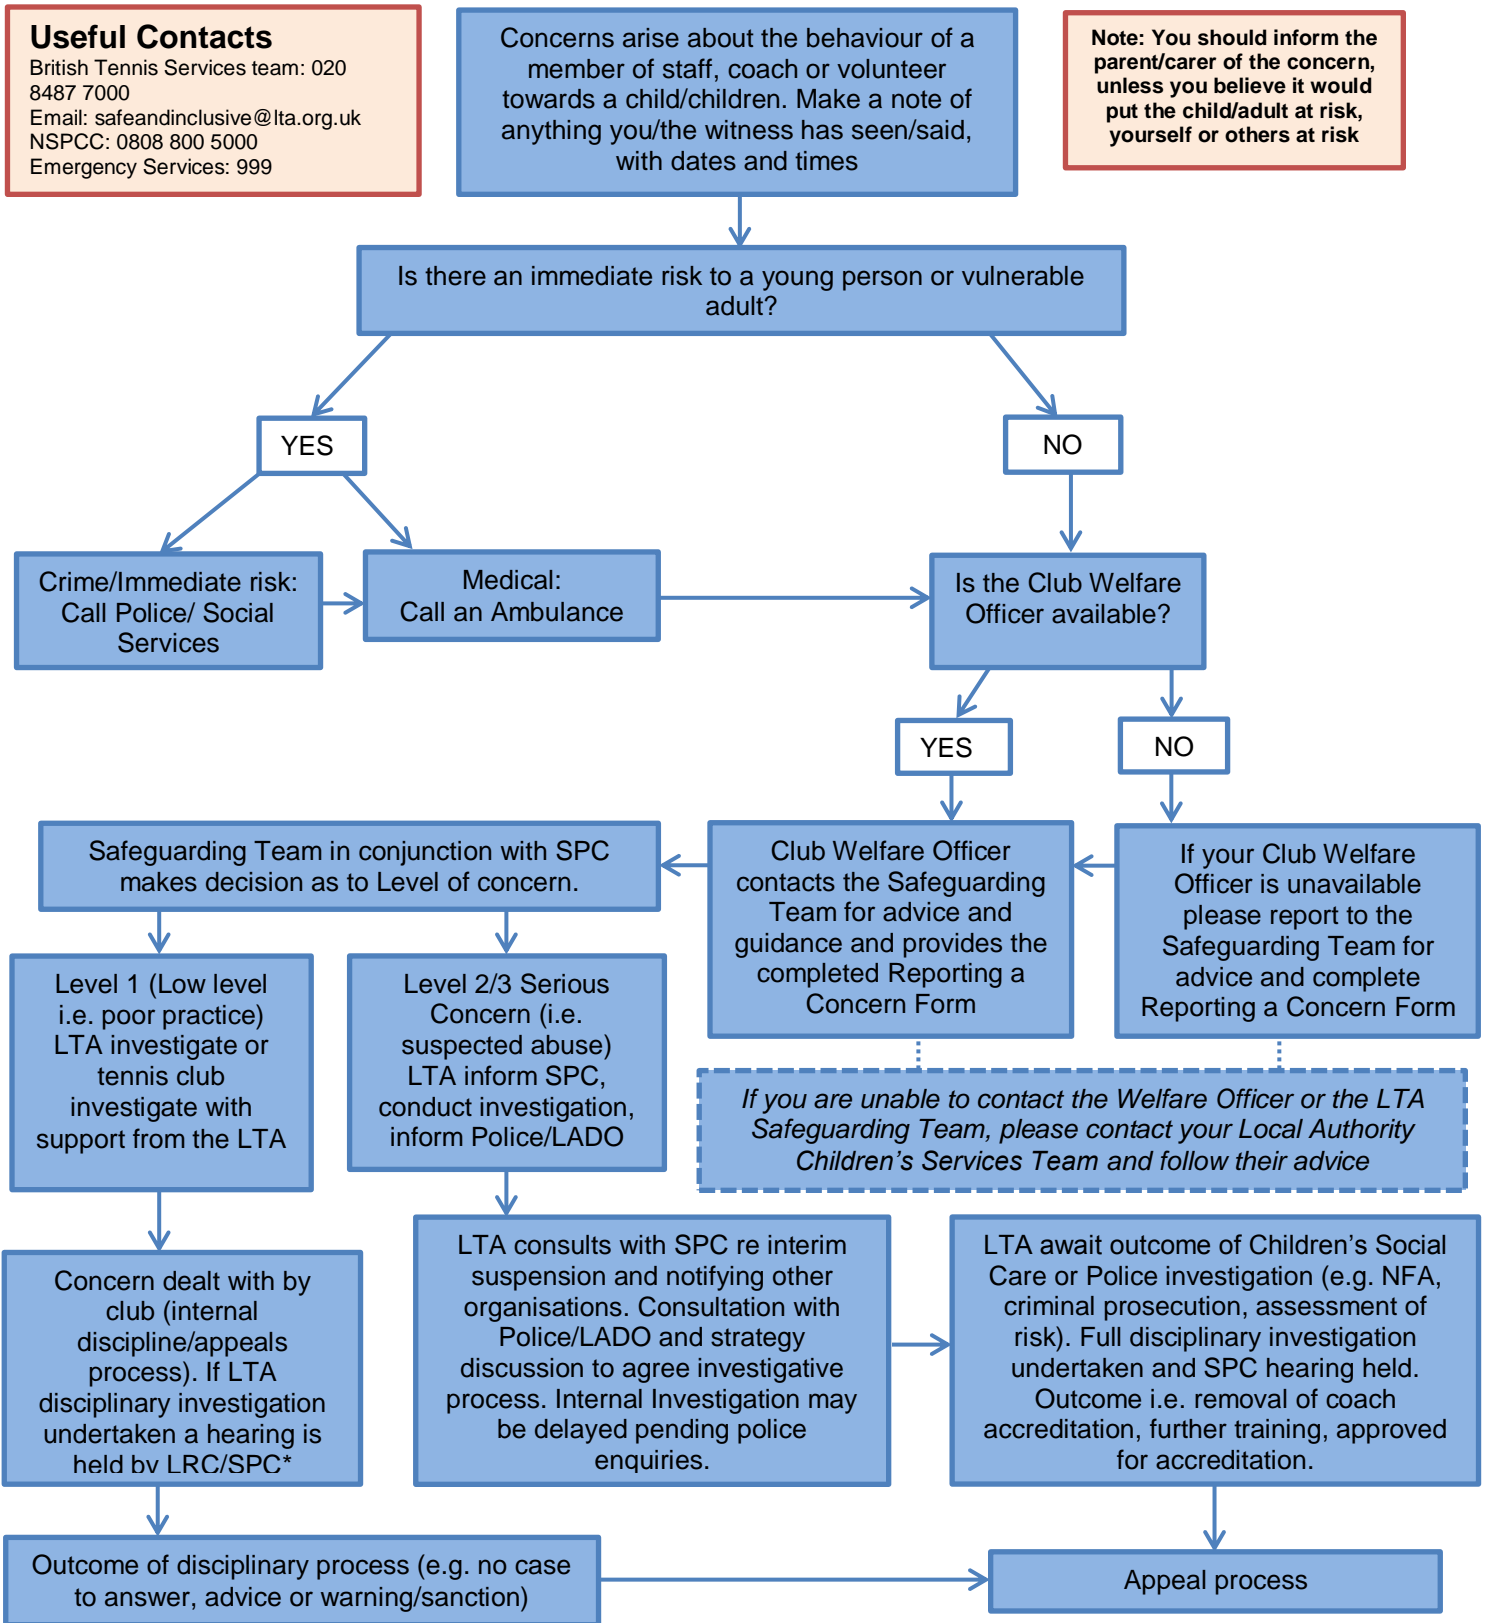 Useful Contacts
British Tennis Services team: 020
8487 7000
Email: safeandinclusive@lta.org.uk
NSPCC: 0808 800 5000
Emergency Services: 999
Concerns arise about the behaviour of a
member of staff, coach or volunteer
towards a child/children. Make a note of
anything you/the witness has seen/said,
with dates and times
Note: You should inform the
parent/carer of the concern,
unless you believe it would
put the child/adult at risk,
yourself or others at risk
Is there an immediate risk to a young person or vulnerable
adult?
YES
NO
Crime/Immediate risk:
Call Police/ Social
Services
Medical:
Call an Ambulance
Is the Club Welfare
Officer available?
YES
NO
Safeguarding Team in conjunction with SPC
makes decision as to Level of concern.
Club Welfare Officer
contacts the Safeguarding
Team for advice and
guidance and provides the
completed Reporting a
Concern Form
If your Club Welfare
Officer is unavailable
please report to the
Safeguarding Team for
advice and complete
Reporting a Concern Form
Level 1 (Low level
i.e. poor practice)
LTA investigate or
tennis club
investigate with
support from the LTA
Level 2/3 Serious
Concern (i.e.
suspected abuse)
LTA inform SPC,
conduct investigation,
inform Police/LADO
If you are unable to contact the Welfare Officer or the LTA
Safeguarding Team, please contact your Local Authority
Children's Services Team and follow their advice
Concern dealt with by
club (internal
discipline/appeals
process). If LTA
disciplinary investigation
undertaken a hearing is
held by LRC/SPC*
LTA consults with SPC re interim
suspension and notifying other
organisations. Consultation with
Police/LADO and strategy
discussion to agree investigative
process. Internal Investigation may
be delayed pending police
enquiries.
LTA await outcome of Children's Social
Care or Police investigation (e.g. NFA,
criminal prosecution, assessment of
risk). Full disciplinary investigation
undertaken and SPC hearing held.
Outcome i.e. removal of coach
accreditation, further training, approved
for accreditation.
Outcome of disciplinary process (e.g. no case
to answer, advice or warning/sanction)
Appeal process